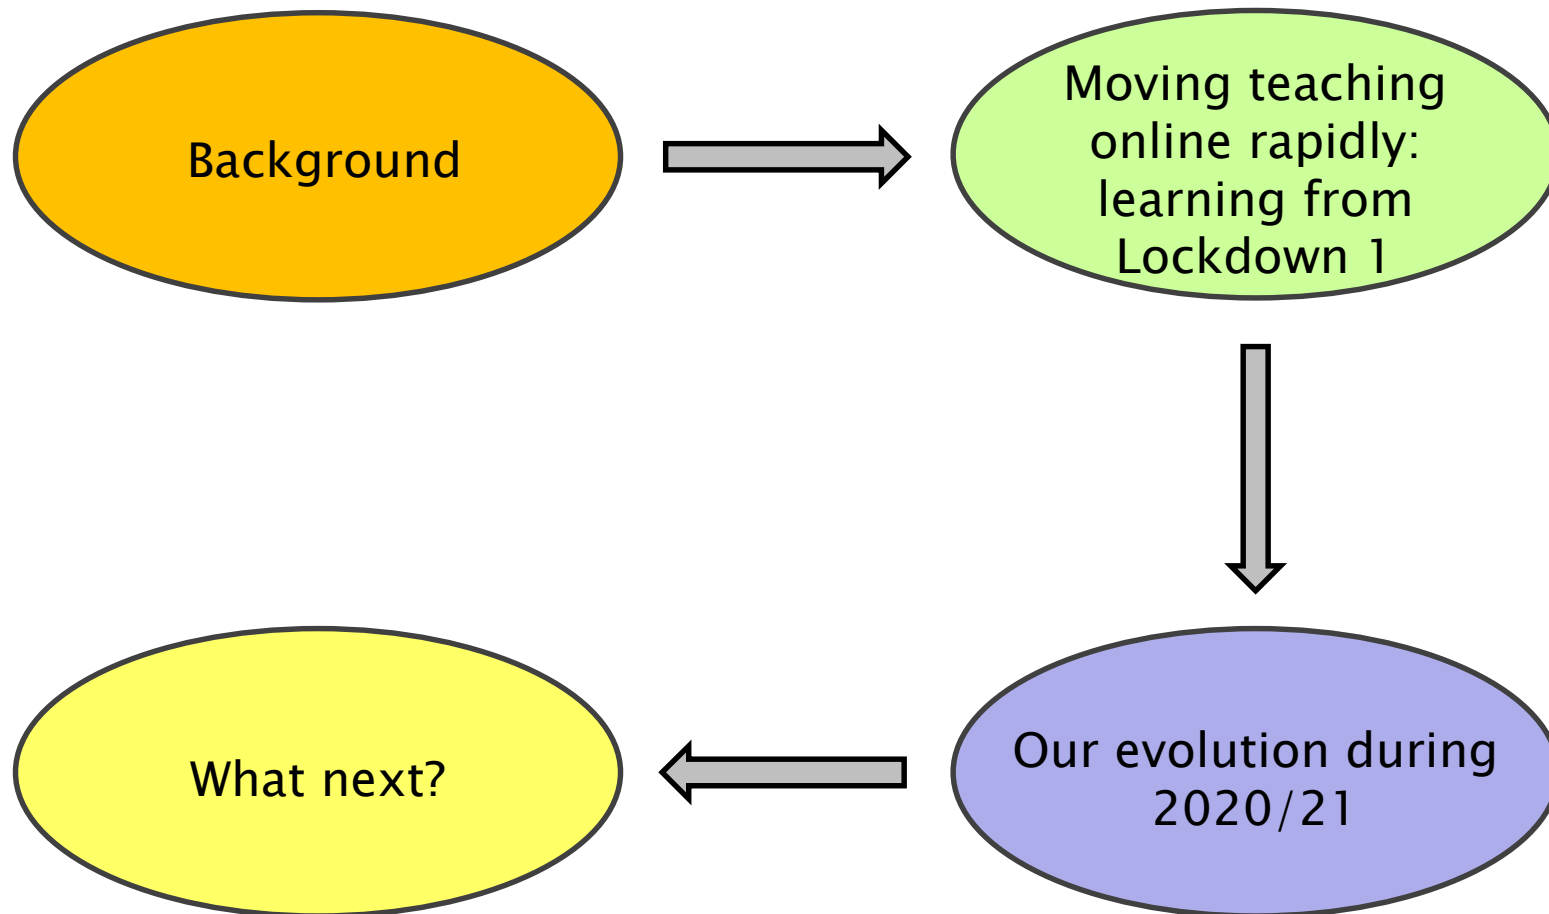 Background
Moving teaching
online rapidly:
learning from
Lockdown 1
Our evolution during
2020/21
What next?